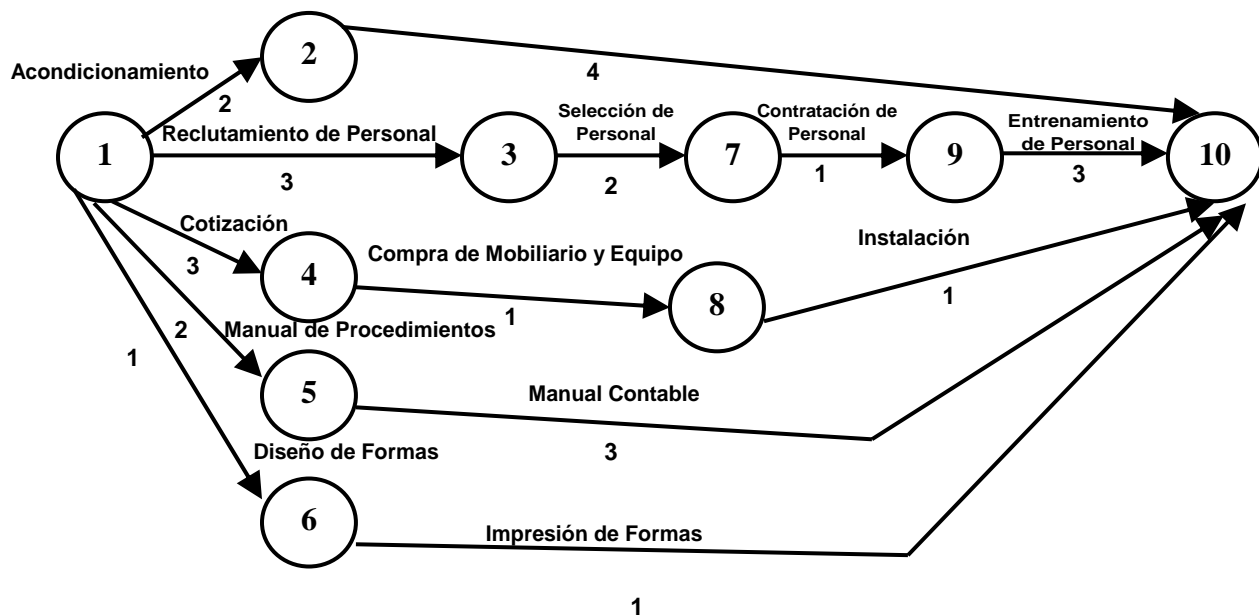 2
Acondicionamiento
2
4
1
Reclutamiento de Personal
3
3
Selección de
Personal
2
7
Contratación de
Personal
1
9
Entrenamiento
de Personal
3
10
Cotización
3
4
Compra de Mobiliario y Equipo
1
8
Instalación
1
2
Manual de Procedimientos
1
5
Manual Contable
3
Diseño de Formas
6
Impresión de Formas
1